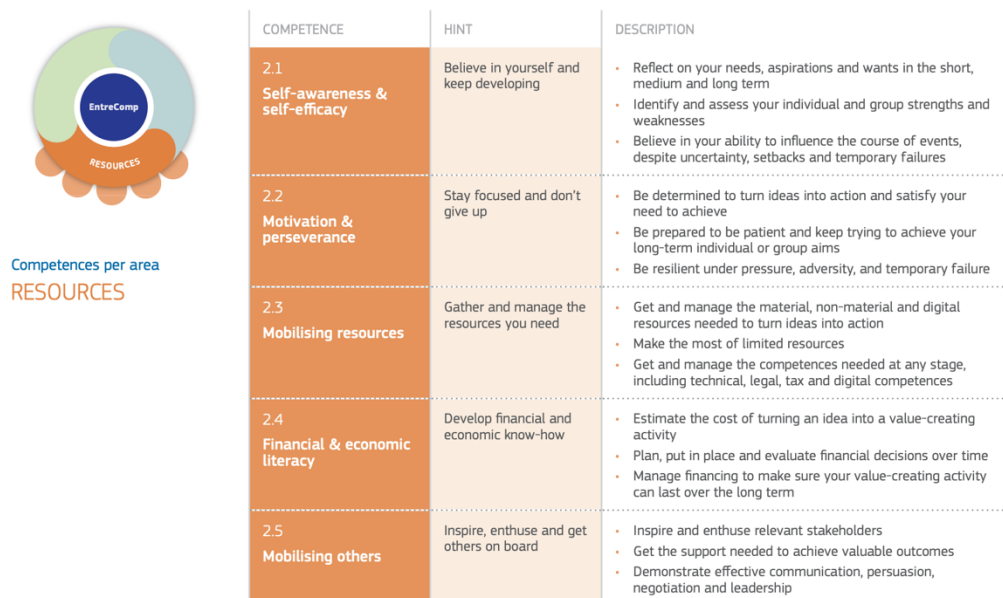 EntreComp
RESOURCES
Competences per area
RESOURCES
COMPETENCE
HINT
DESCRIPTION
2.1
Self-awareness &
self-efficacy
Believe in yourself and
keep developing
• Reflect on your needs, aspirations and wants in the short,
medium and long term
• Identify and assess your individual and group strengths and
weaknesses
• Believe in your ability to influence the course of events,
despite uncertainty, setbacks and temporary failures
2.2
Motivation &
perseverance
Stay focused and don't
give up
• Be determined to turn ideas into action and satisfy your
need to achieve
• Be prepared to be patient and keep trying to achieve your
long-term individual or group aims
• Be resilient under pressure, adversity, and temporary failure
2.3
Mobilising resources
Gather and manage the
resources you need
• Get and manage the material, non-material and digital
resources needed to turn ideas into action
• Make the most of limited resources
• Get and manage the competences needed at any stage,
including technical, legal, tax and digital competences
2.4
Financial & economic
literacy
Develop financial and
economic know-how
• Estimate the cost of turning an idea into a value-creating
activity
• Plan, put in place and evaluate financial decisions over time
• Manage financing to make sure your value-creating activity
can last over the long term
2.5
Mobilising others
Inspire, enthuse and get
others on board
• Inspire and enthuse relevant stakeholders
• Get the support needed to achieve valuable outcomes
• Demonstrate effective communication, persuasion,
negotiation and leadership